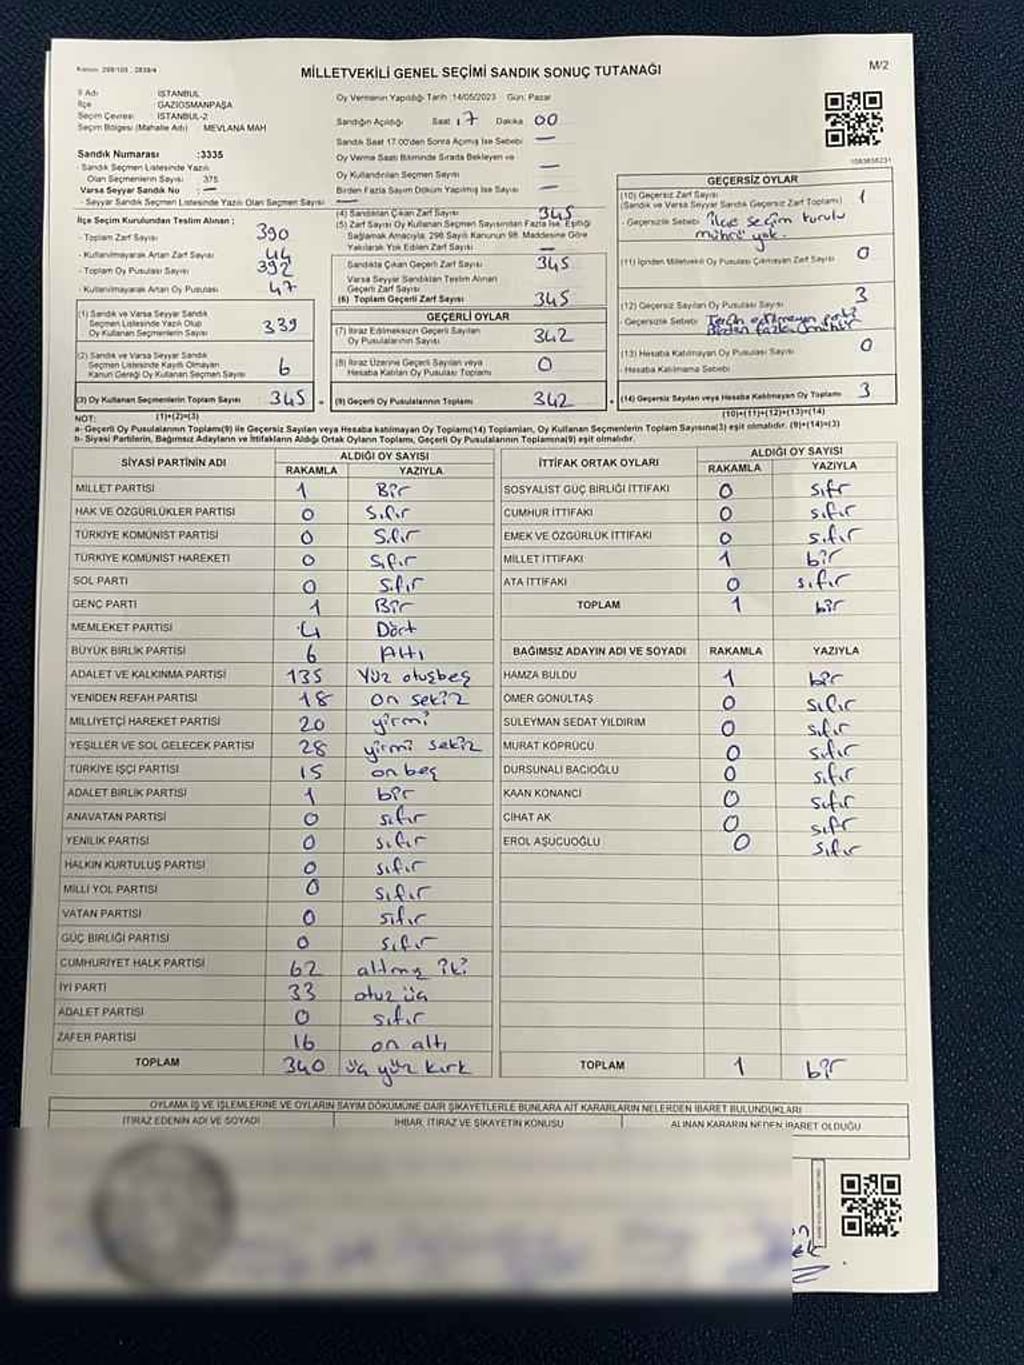 Kanun: 298/105 , 2839/4
MİLLETVEKİLİ GENEL SEÇİMİ SANDIK SONUÇ TUTANAĞI
M/2
İl Adı İSTANBUL
İlçe GAZİOSMANPAŞA
Seçim Çevresi İSTANBUL-2
Seçim Bölgesi (Mahalle Adı) : MEVLANA MAH
Oy Vermenin Yapıldığı Tarih :14/05/2023 Gün: Pazar
Sandığın Açıldığı Saat 17 Dakika 00
Sandık Saat 17.00'den Sonra Açılmış İse Sebebi —
Oy Verme Saati Bitiminde Sırada Bekleyen ve
Oy Kullandırılan Seçmen Sayısı —
Birden Fazla Sayım Döküm Yapılmış İse Sayısı —
Sandık Numarası :3335
- Sandık Seçmen Listesinde Yazılı
Olan Seçmenlerin Sayısı : 375
Varsa Seyyar Sandık No : —
- Seyyar Sandık Seçmen Listesinde Yazılı Olan Seçmen Sayısı —
İlçe Seçim Kurulundan Teslim Alınan ;
- Toplam Zarf Sayısı 390
- Kullanılmayarak Artan Zarf Sayısı 44
- Toplam Oy Pusulası Sayısı 392
- Kullanılmayarak Artan Oy Pusulası 47
(1) Sandık ve Varsa Seyyar Sandık
Seçmen Listesinde Yazılı Olup
Oy Kullanan Seçmenlerin Sayısı 339
(2) Sandık ve Varsa Seyyar Sandık
Seçmen Listesinde Kayıtlı Olmayan
Kanun Gereği Oy Kullanan Seçmen Sayısı 6
(3) Oy Kullanan Seçmenlerin Toplam Sayısı 345
(1)+(2)=(3)
(4) Sandıktan Çıkan Zarf Sayısı 345
(5) Zarf Sayısı Oy Kullanan Seçmen Sayısından Fazla İse, Eşitliği
Sağlamak Amacıyla, 298 Sayılı Kanunun 98. Maddesine Göre
Yakılarak Yok Edilen Zarf Sayısı —
Sandıkta Çıkan Geçerli Zarf Sayısı 345
Varsa Seyyar Sandıktan Teslim Alınan
Geçerli Zarf Sayısı
(6) Toplam Geçerli Zarf Sayısı 345
GEÇERLİ OYLAR
(7) İtiraz Edilmeksizin Geçerli Sayılan
Oy Pusulalarının Sayısı 342
(8) İtiraz Üzerine Geçerli Sayılan veya
Hesaba Katılan Oy Pusulası Toplamı 0
(9) Geçerli Oy Pusulalarının Toplamı 342
GEÇERSİZ OYLAR
(10) Geçersiz Zarf Sayısı
(Sandık ve Varsa Seyyar Sandık Geçersiz Zarf Toplamı) 1
- Geçersizlik Sebebi ilçe seçim kurulu
mührü yok.
(11) İçinden Milletvekili Oy Pusulası Çıkmayan Zarf Sayısı 0
(12) Geçersiz Sayılan Oy Pusulası Sayısı 3
- Geçersizlik Sebebi Tercih edilmeyen
Birden fazla
(13) Hesaba Katılmayan Oy Pusulası Sayısı 0
- Hesaba Katılmama Sebebi
(14) Geçersiz Sayılan veya Hesaba Katılmayan Oy Toplamı 3
(10)+(11)+(12)+(13)=(14)
NOT:
a- Geçerli Oy Pusulalarının Toplamı(9) ile Geçersiz Sayılan veya Hesaba Katılmayan Oy Toplamı(14) Toplamları, Oy Kullanan Seçmenlerin Toplam Sayısına(3) eşit olmalıdır. (9)+(14)=(3)
b- Siyasi Partilerin, Bağımsız Adayların ve İttifakların Aldığı Ortak Oyların Toplamı, Geçerli Oy Pusulalarının Toplamına(9) eşit olmalıdır.
SİYASİ PARTİNİN ADI ALDIĞI OY SAYISI
RAKAMLA YAZIYLA
MİLLET PARTİSİ 1 Bir
HAK VE ÖZGÜRLÜKLER PARTİSİ 0 Sıfır
TÜRKİYE KOMÜNİST PARTİSİ 0 Sıfır
TÜRKİYE KOMÜNİST HAREKETİ 0 Sıfır
SOL PARTİ 0 Sıfır
GENÇ PARTİ 1 Bir
MEMLEKET PARTİSİ 4 Dört
BÜYÜK BİRLİK PARTİSİ 6 Altı
ADALET VE KALKINMA PARTİSİ 135 Yüz otuşbeş
YENİDEN REFAH PARTİSİ 18 on sekiz
MİLLİYETÇİ HAREKET PARTİSİ 20 yirmi
YEŞİLLER VE SOL GELECEK PARTİSİ 28 yirmi sekiz
TÜRKİYE İŞÇİ PARTİSİ 15 on beş
ADALET BİRLİK PARTİSİ 1 bir
ANAVATAN PARTİSİ 0 sıfır
YENİLİK PARTİSİ 0 sıfır
HALKIN KURTULUŞ PARTİSİ 0 sıfır
MİLLİ YOL PARTİSİ 0 sıfır
VATAN PARTİSİ 0 sıfır
GÜÇ BİRLİĞİ PARTİSİ 0 sıfır
CUMHURİYET HALK PARTİSİ 62 altmış iki
İYİ PARTİ 33 otuz üç
ADALET PARTİSİ 0 sıfır
ZAFER PARTİSİ 16 on altı
TOPLAM 340 üç yüz kırk
İTTİFAK ORTAK OYLARI ALDIĞI OY SAYISI
RAKAMLA YAZIYLA
SOSYALİST GÜÇ BİRLİĞİ İTTİFAKI 0 sıfr
CUMHUR İTTİFAKI 0 sıfır
EMEK VE ÖZGÜRLÜK İTTİFAKI 0 sıfır
MİLLET İTTİFAKI 1 bir
ATA İTTİFAKI 0 sıfır
TOPLAM 1 bir
BAĞIMSIZ ADAYIN ADI VE SOYADI RAKAMLA YAZIYLA
HAMZA BULDU 1 bir
ÖMER GÖNÜLTAŞ 0 sıfır
SÜLEYMAN SEDAT YILDIRIM 0 sıfır
MURAT KÖPRÜCÜ 0 sıfır
DURSUNALİ BACIOĞLU 0 sıfır
KAAN KONANCI 0 sıfır
CİHAT AK 0 sıfr
EROL AŞUCUOĞLU 0 sıfır
TOPLAM 1 bir
OYLAMA İŞ VE İŞLEMLERİNE VE OYLARIN SAYIM DÖKÜMÜNE DAİR ŞİKAYETLERLE BUNLARA AİT KARARLARIN NELERDEN İBARET BULUNDUKLARI
İTİRAZ EDENİN ADI VE SOYADI İHBAR, İTİRAZ VE ŞİKAYETİN KONUSU ALINAN KARARIN NEDEN İBARET OLDUĞU